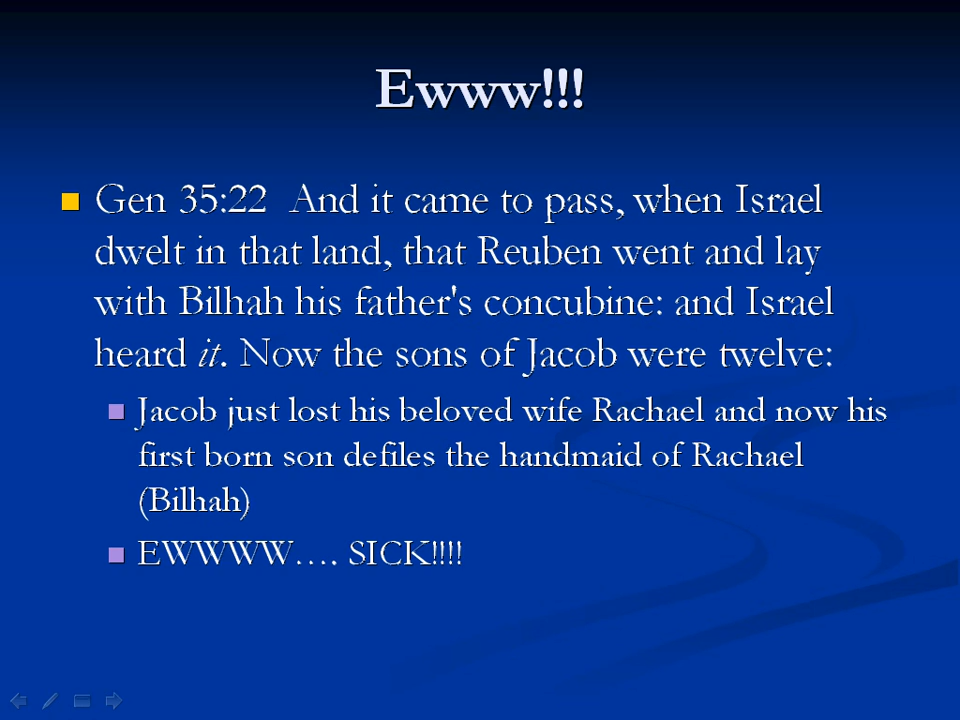 Ewww!!!
Gen 35:22  And it came to pass, when Israel
dwelt in that land, that Reuben went and lay
with Bilhah his father's concubine: and Israel
heard it. Now the sons of Jacob were twelve:
Jacob just lost his beloved wife Rachael and now his
first born son defiles the handmaid of Rachael
(Bilhah)
EWWWW…. SICK!!!!